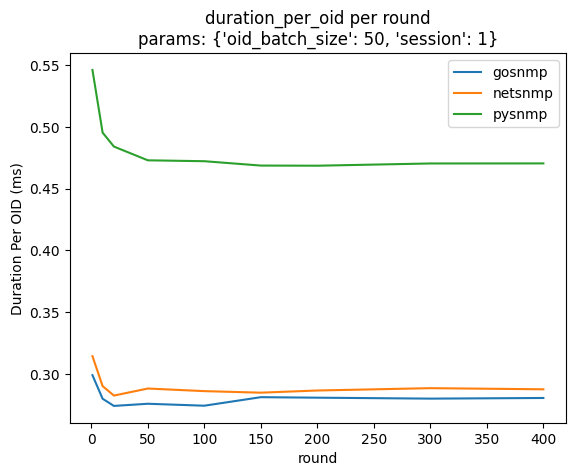 duration_per_oid per round
params: {'oid_batch_size': 50, 'session': 1}
gosnmp
netsnmp
pysnmp
Duration Per OID (ms)
0.55
0.50
0.45
0.40
0.35
0.30
0 50 100 150 200 250 300 350 400
round